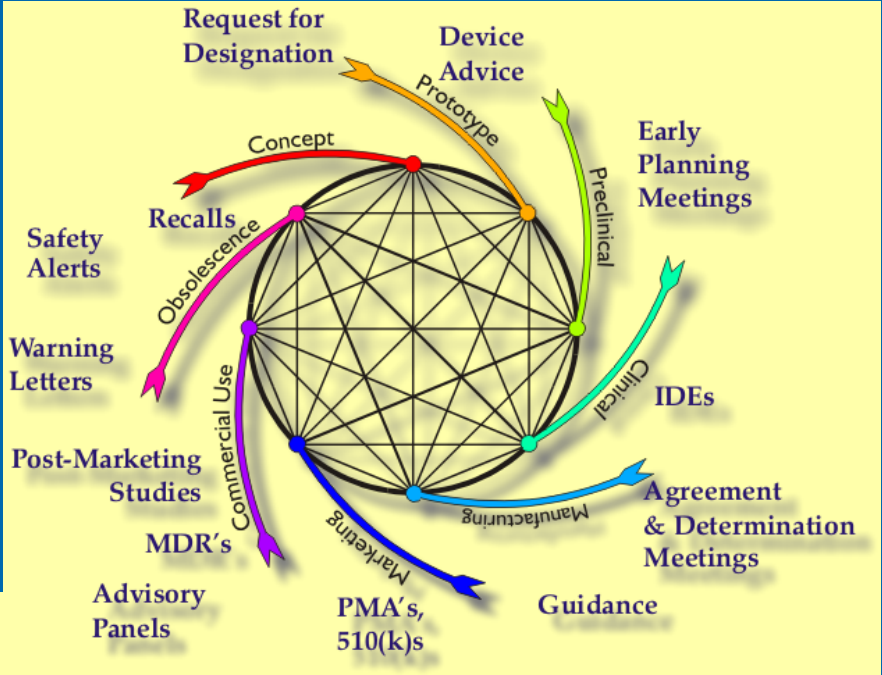 Request for
Designation
Device
Advice
Prototype
Concept
Early
Planning
Meetings
Preclinical
Recalls
Safety
Alerts
Obsolescence
Warning
Letters
Clinical
IDEs
Commercial Use
Post-Marketing
Studies
Agreement
& Determination
Meetings
Manufacturing
Marketing
MDR's
Advisory
Panels
PMA's,
510(k)s
Guidance